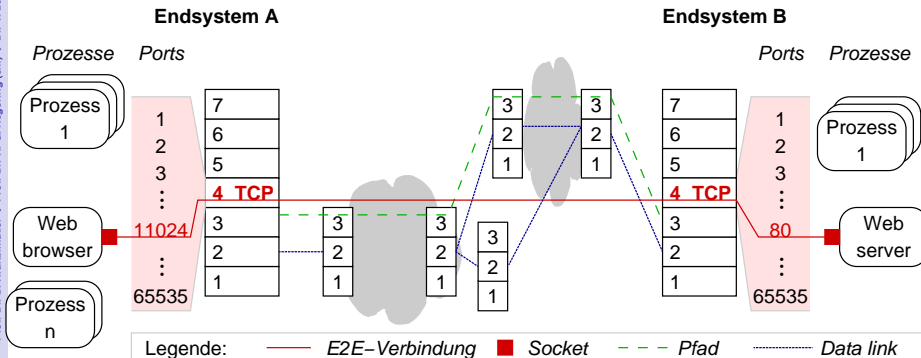 Endsystem A
Endsystem B
Prozesse
Ports
Ports
Prozesse
Prozess
1
Web
browser
Prozess
n
1
2
3
⋮
11024
⋮
65535
7
6
5
4 TCP
3
2
1
3
2
1
3
2
1
3
2
1
3
2
1
3
2
1
7
6
5
4 TCP
3
2
1
1
2
3
⋮
80
⋮
65535
Prozess
1
Web
server
Legende: E2E−Verbindung Socket Pfad Data link